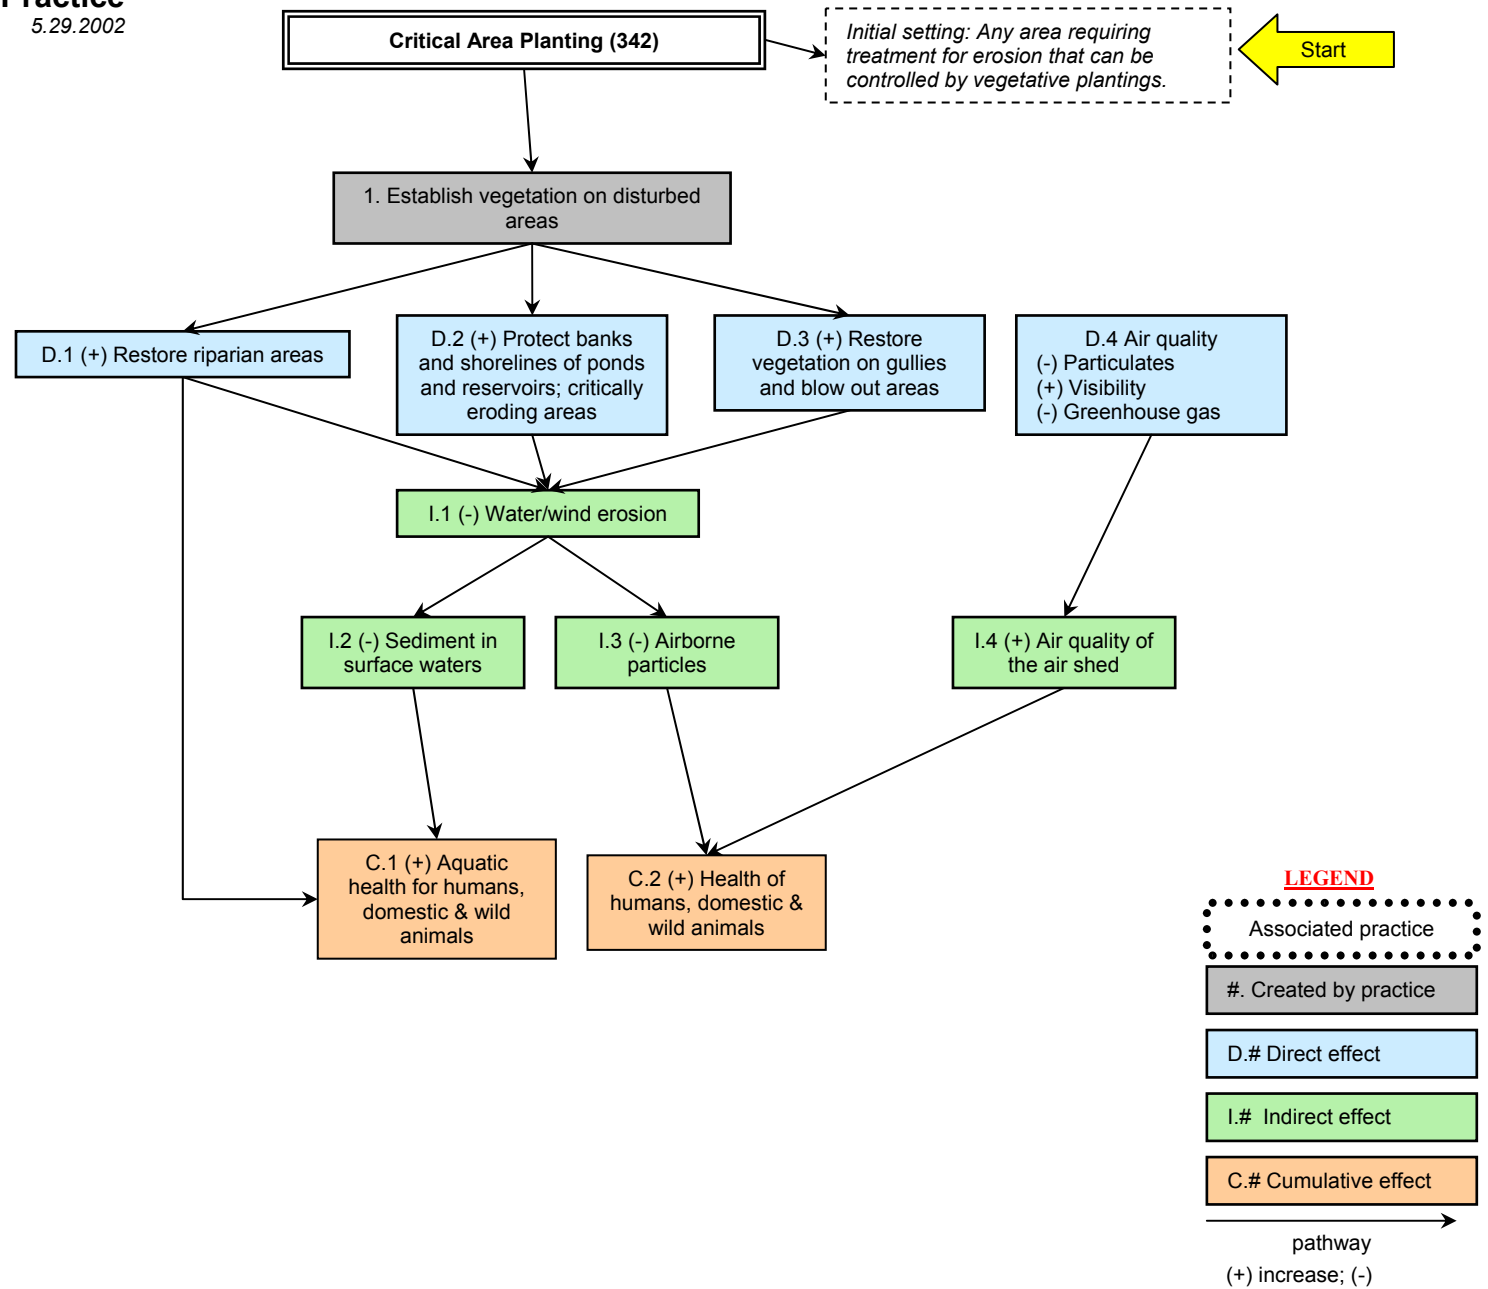 Practice
5.29.2002
Critical Area Planting (342)
Initial setting: Any area requiring
treatment for erosion that can be
controlled by vegetative plantings.
Start
1. Establish vegetation on disturbed
areas
D.1 (+) Restore riparian areas
D.2 (+) Protect banks
and shorelines of ponds
and reservoirs; critically
eroding areas
D.3 (+) Restore
vegetation on gullies
and blow out areas
D.4 Air quality
(-) Particulates
(+) Visibility
(-) Greenhouse gas
I.1 (-) Water/wind erosion
I.2 (-) Sediment in
surface waters
I.3 (-) Airborne
particles
I.4 (+) Air quality of
the air shed
C.1 (+) Aquatic
health for humans,
domestic & wild
animals
C.2 (+) Health of
humans, domestic &
wild animals
LEGEND
Associated practice
#. Created by practice
D.# Direct effect
I.# Indirect effect
C.# Cumulative effect
pathway
(+) increase; (-)